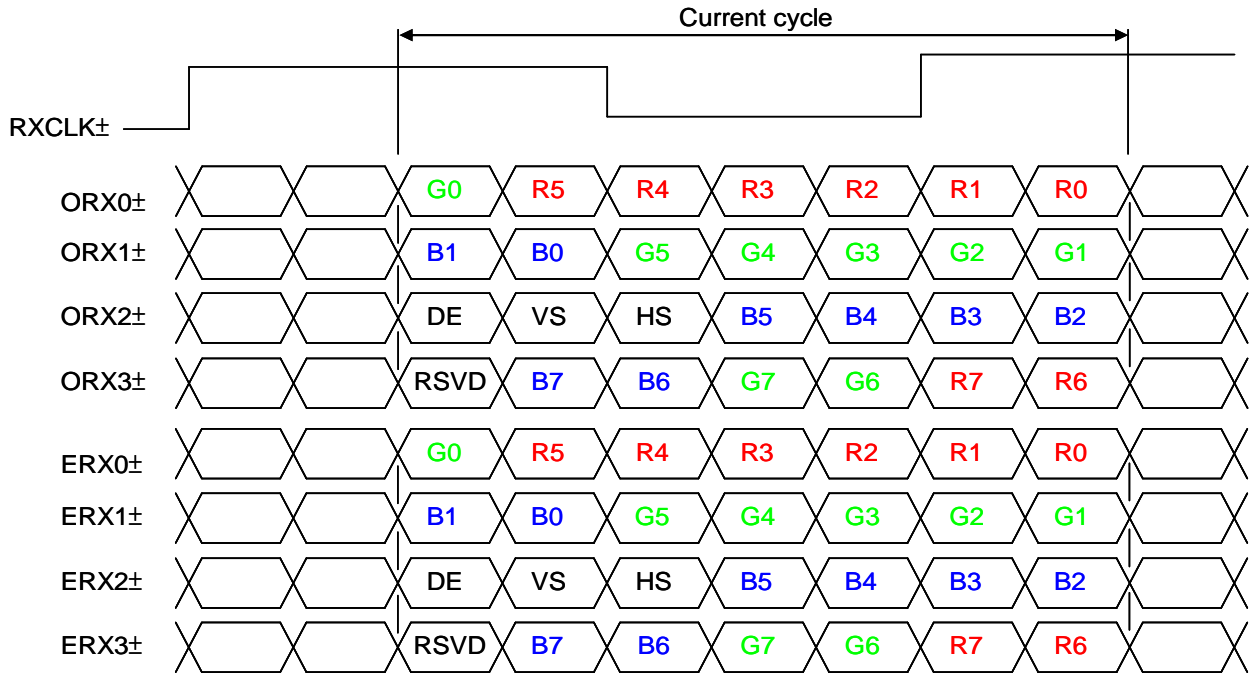 Current cycle
RXCLK±
ORX0± G0 R5 R4 R3 R2 R1 R0
ORX1± B1 B0 G5 G4 G3 G2 G1
ORX2± DE VS HS B5 B4 B3 B2
ORX3± RSVD B7 B6 G7 G6 R7 R6
ERX0± G0 R5 R4 R3 R2 R1 R0
ERX1± B1 B0 G5 G4 G3 G2 G1
ERX2± DE VS HS B5 B4 B3 B2
ERX3± RSVD B7 B6 G7 G6 R7 R6